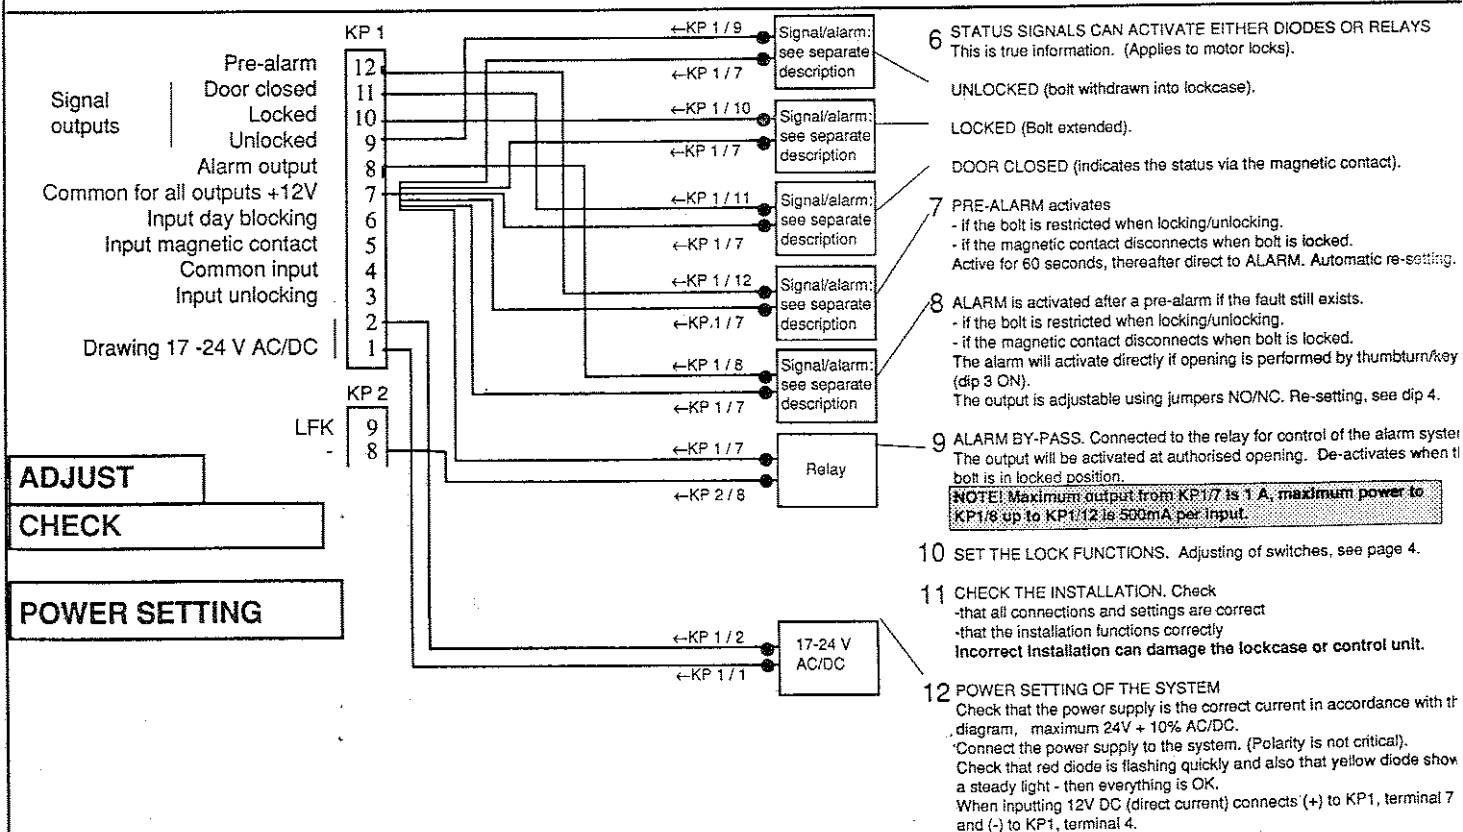 KP 1
Pre-alarm 12
Door closed 11
Locked 10
Unlocked 9
Signal
outputs
Alarm output 8
Common for all outputs +12V 7
Input day blocking 6
Input magnetic contact 5
Common input 4
Input unlocking 3
2
Drawing 17 -24 V AC/DC 1
KP 2
LFK 9
- 8
ADJUST
CHECK
POWER SETTING
←KP 1 / 9
←KP 1 / 7
Signal/alarm:
see separate
description
←KP 1 / 10
←KP 1 / 7
Signal/alarm:
see separate
description
←KP 1 / 11
←KP 1 / 7
Signal/alarm:
see separate
description
←KP 1 / 12
←KP.1 / 7
Signal/alarm:
see separate
description
←KP 1 / 8
←KP 1 / 7
Signal/alarm:
see separate
description
←KP 1 / 7
←KP 2 / 8
Relay
←KP 1 / 2
←KP 1 / 1
17-24 V
AC/DC
6 STATUS SIGNALS CAN ACTIVATE EITHER DIODES OR RELAYS
This is true information. (Applies to motor locks).
UNLOCKED (bolt withdrawn into lockcase).
LOCKED (Bolt extended).
DOOR CLOSED (indicates the status via the magnetic contact).
7 PRE-ALARM activates
- if the bolt is restricted when locking/unlocking.
- if the magnetic contact disconnects when bolt is locked.
Active for 60 seconds, thereafter direct to ALARM. Automatic re-setting.
8 ALARM is activated after a pre-alarm if the fault still exists.
- if the bolt is restricted when locking/unlocking.
- if the magnetic contact disconnects when bolt is locked.
The alarm will activate directly if opening is performed by thumbturn/key
(dip 3 ON).
The output is adjustable using jumpers NO/NC. Re-setting, see dip 4.
9 ALARM BY-PASS. Connected to the relay for control of the alarm
The output will be activated at authorised opening. De-activates when
bolt is in locked position.
NOTE! Maximum output from KP1/7 is 1 A, maximum power to
KP1/8 up to KP1/12 is 500mA per input.
10 SET THE LOCK FUNCTIONS. Adjusting of switches, see page 4.
11 CHECK THE INSTALLATION. Check
-that all connections and settings are correct
-that the installation functions correctly
Incorrect installation can damage the lockcase or control unit.
12 POWER SETTING OF THE SYSTEM
Check that the power supply is the correct current in accordance with
diagram, maximum 24V + 10% AC/DC.
Connect the power supply to the system. (Polarity is not critical).
Check that red diode is flashing quickly and also that yellow diode show
a steady light - then everything is OK.
When inputting 12V DC (direct current) connects (+) to KP1, terminal 7
and (-) to KP1, terminal 4.